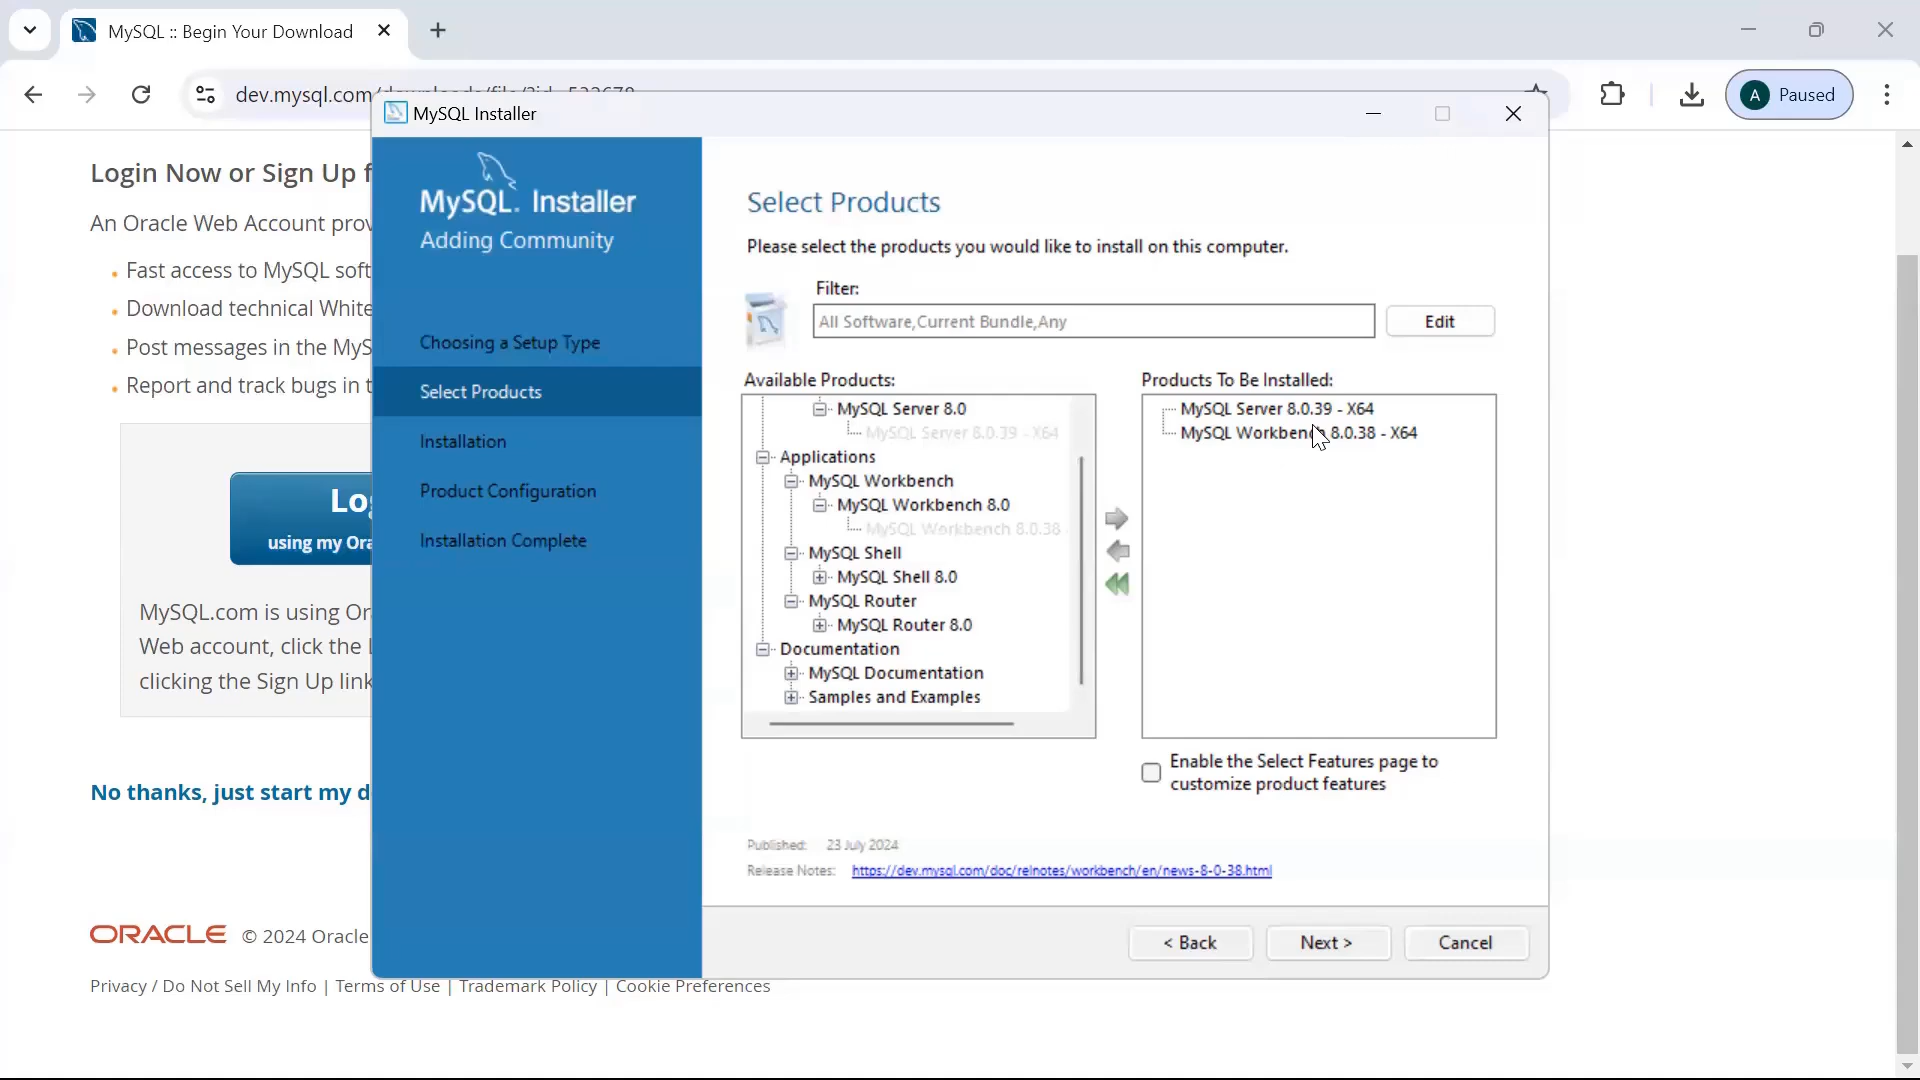 MySQL :: Begin Your Download
Paused
A
MySQL Installer
Login Now or Sign Up f
An Oracle Web Account prov
Fast access to MySQL soft
Download technical White
Post messages in the MyS
Report and track bugs in t
Lo
using my Ora
MySQL.com is using Or
Web account, click the
clicking the Sign Up link
No thanks, just start my d
ORACLE © 2024 Oracle
Privacy / Do Not Sell My Info | Terms of Use | Trademark Policy | Cookie Preferences
MySQL. Installer
Adding Community
Choosing a Setup Type
Select Products
Installation
Product Configuration
Installation Complete
Select Products
Please select the products you would like to install on this computer.
Filter:
All Software,Current Bundle,Any
Edit
Available Products:
MySQL Server 8.0
MySQL Server 8.0.39 - X64
Applications
MySQL Workbench
MySQL Workbench 8.0
MySQL Workbench 8.0.38
MySQL Shell
MySQL Shell 8.0
MySQL Router
MySQL Router 8.0
Documentation
MySQL Documentation
Samples and Examples
Products To Be Installed:
MySQL Server 8.0.39 - X64
MySQL Workbench 8.0.38 - X64
Enable the Select Features page to
customize product features
Published: 23 July 2024
Release Notes: https://dev.mysql.com/doc/relnotes/workbench/en/news-8-0-38.html
< Back
Next >
Cancel